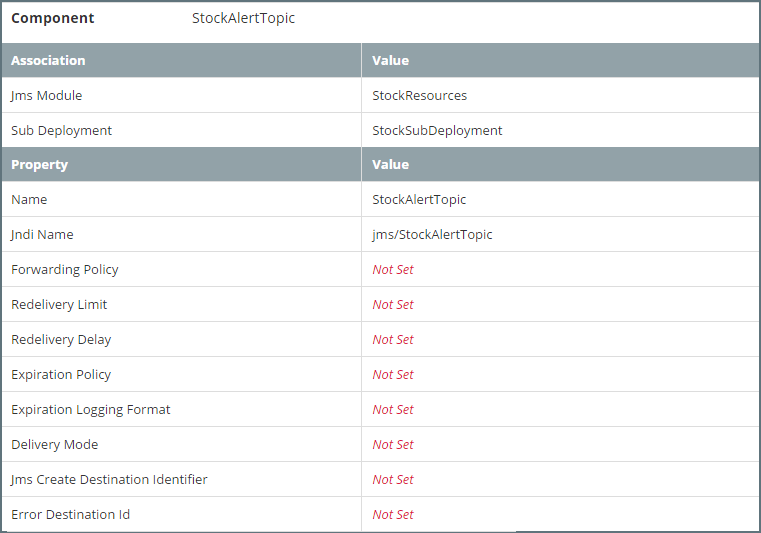 Component StockAlertTopic
Association Value
Jms Module StockResources
Sub Deployment StockSubDeployment
Property Value
Name StockAlertTopic
Jndi Name jms/StockAlertTopic
Forwarding Policy Not Set
Redelivery Limit Not Set
Redelivery Delay Not Set
Expiration Policy Not Set
Expiration Logging Format Not Set
Delivery Mode Not Set
Jms Create Destination Identifier Not Set
Error Destination Id Not Set